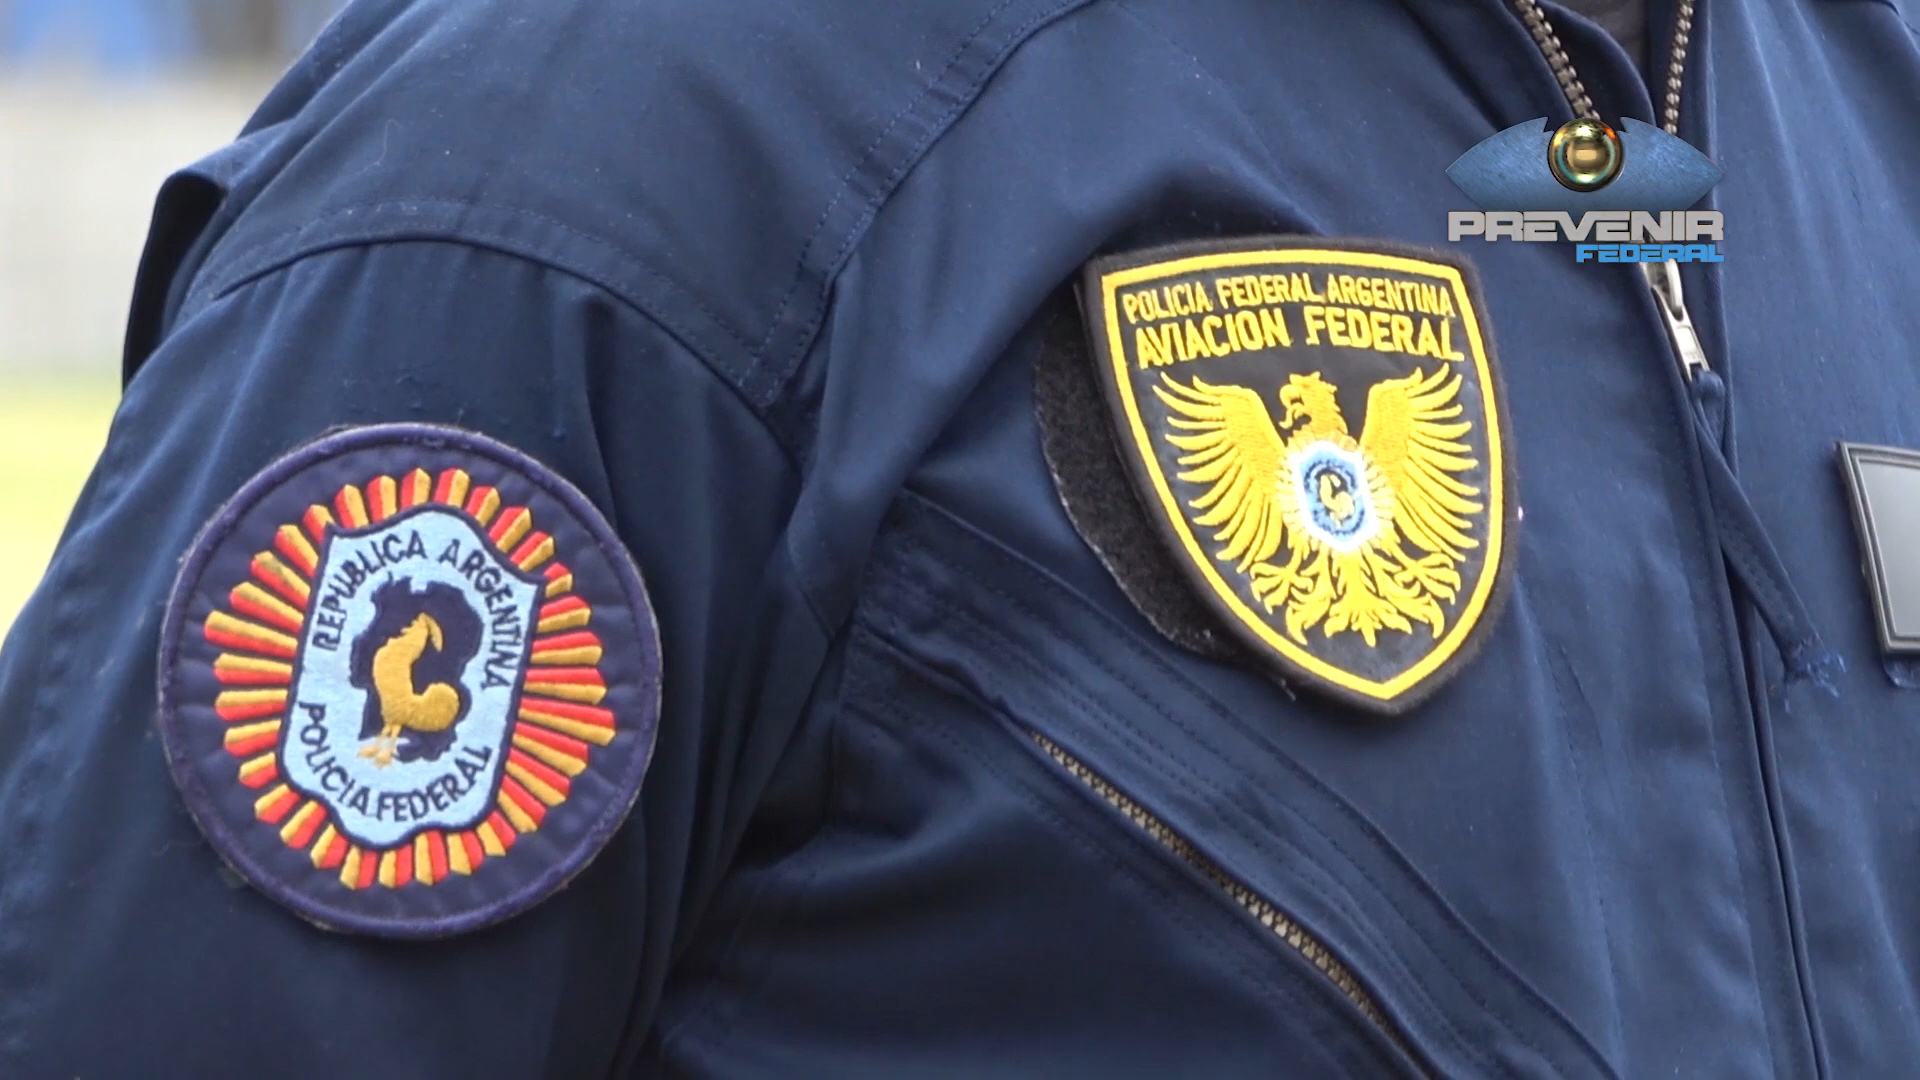 PREVENIR
FEDERAL
POLICIA FEDERAL ARGENTINA
AVIACION FEDERAL
REPUBLICA ARGENTINA
POLICIA FEDERAL